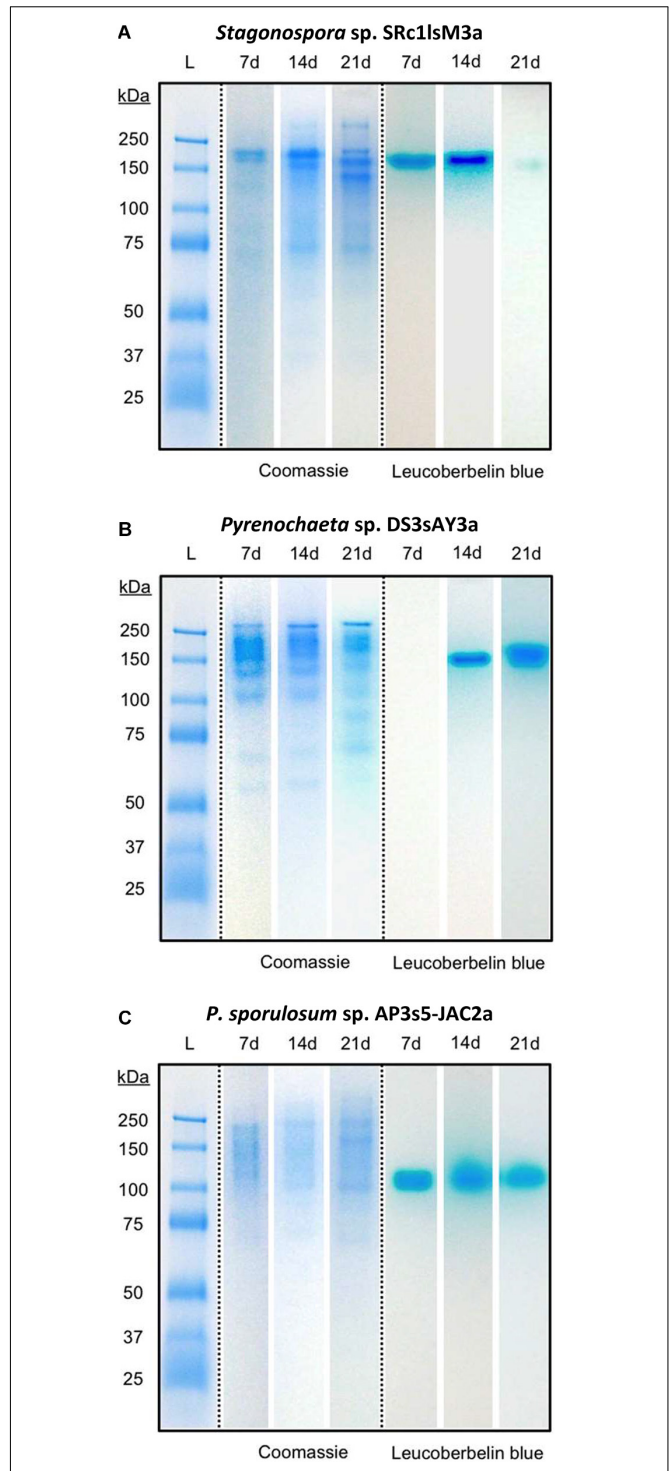 A Stagonospora sp. SRc1lsM3a
L 7d 14d 21d 7d 14d 21d
kDa
250
150
100
75
50
37
25
Coomassie Leucoberbelin blue
B Pyrenochaeta sp. DS3sAY3a
L 7d 14d 21d 7d 14d 21d
kDa
250
150
100
75
50
37
25
Coomassie Leucoberbelin blue
C P. sporulosum sp. AP3s5-JAC2a
L 7d 14d 21d 7d 14d 21d
kDa
250
150
100
75
50
37
25
Coomassie Leucoberbelin blue